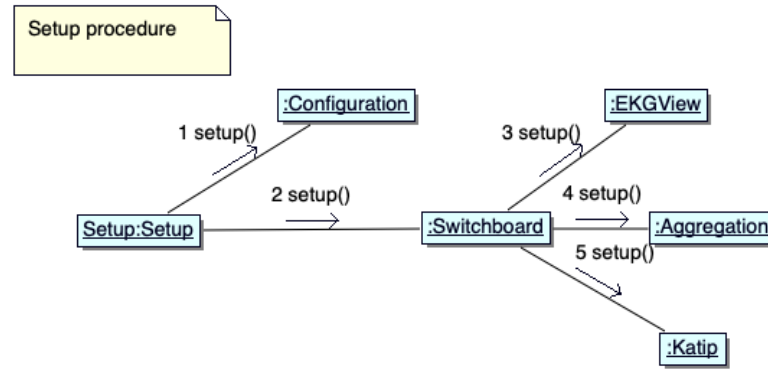 Setup procedure
:Configuration
:EKGView
1 setup()
3 setup()
2 setup()
4 setup()
Setup:Setup
:Switchboard
:Aggregation
5 setup()
:Katip